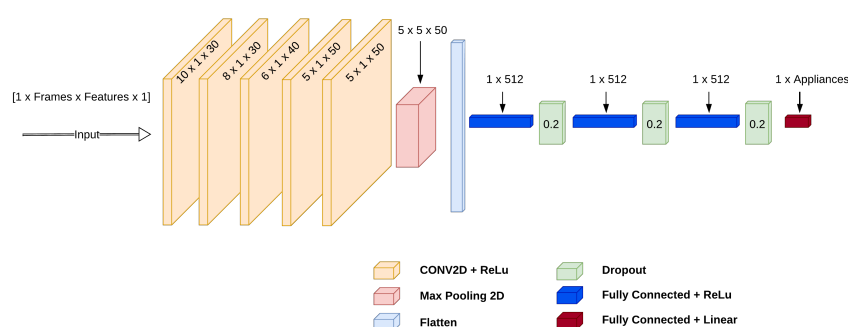 5 x 5 x 50
10 x 1 x 30
8 x 1 x 30
6 x 1 x 40
5 x 1 x 50
5 x 1 x 50
1 x 512
1 x 512
1 x 512
1 x Appliances
[1 x Frames x Features x 1]
Input
0.2
0.2
0.2
CONV2D + ReLu
Dropout
Max Pooling 2D
Fully Connected + ReLu
Flatten
Fully Connected + Linear